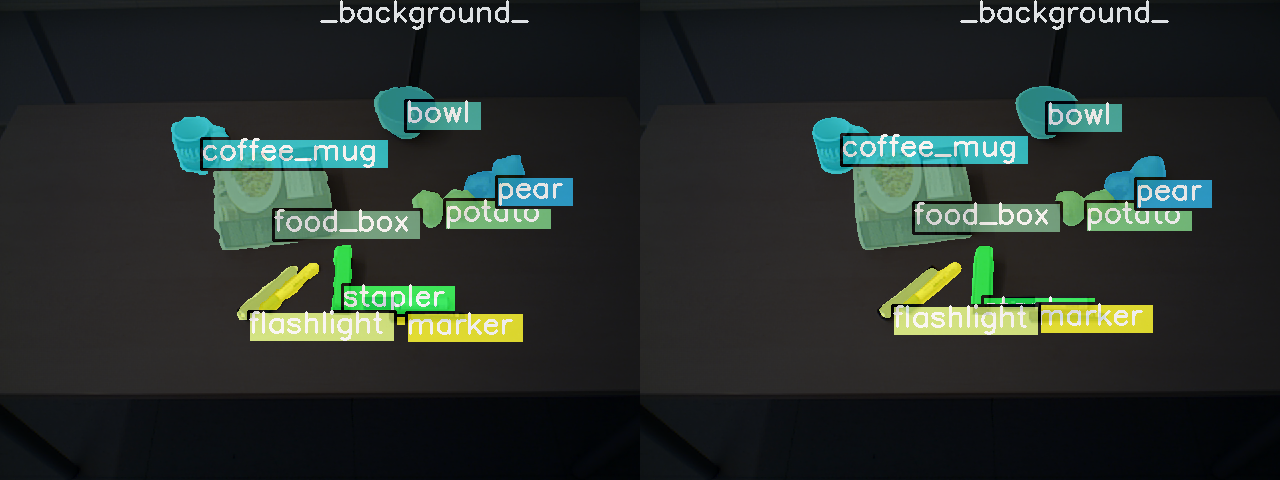 _background_
bowl
coffee_mug
pear
potato
food_box
stapler
flashlight
marker
_background_
bowl
coffee_mug
pear
potato
food_box
flashlight
marker